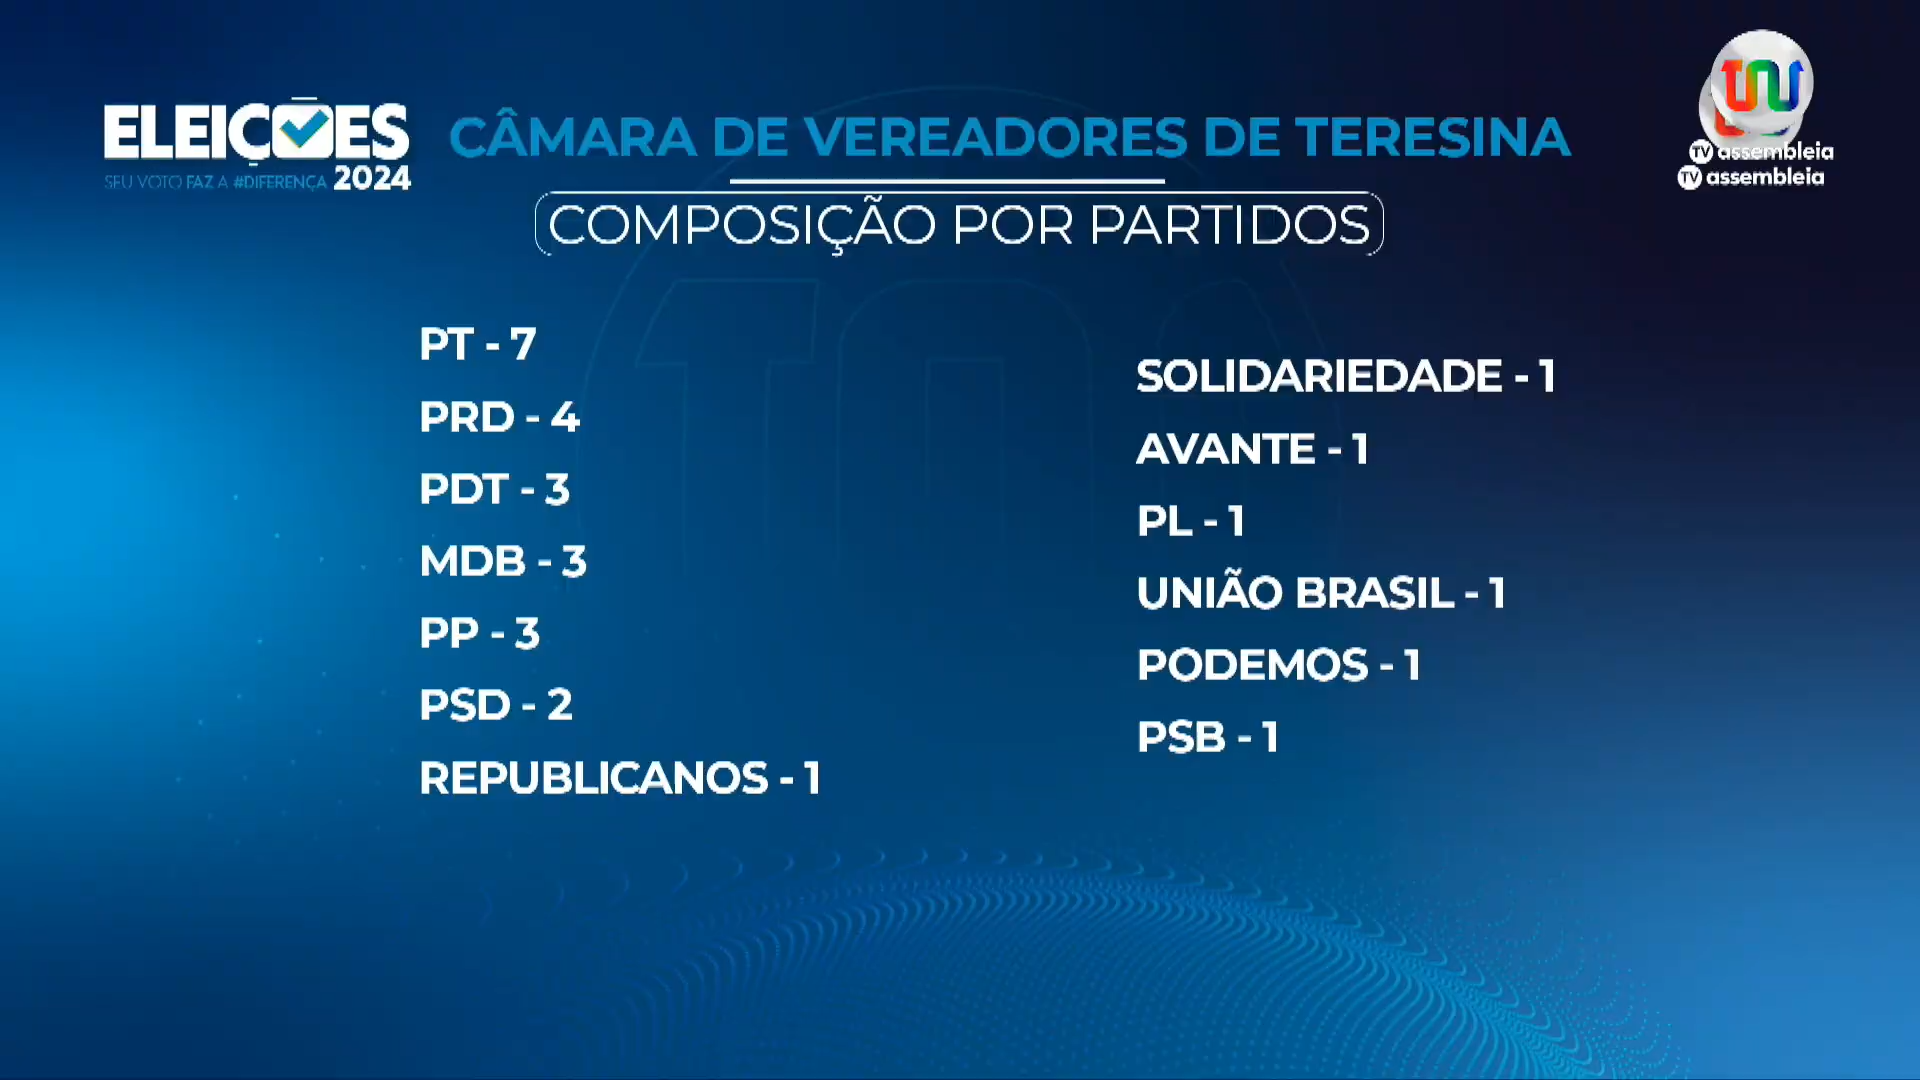 ELEIÇÕES
SEU VOTO FAZ A #DIFERENÇA 2024
CÂMARA DE VEREADORES DE TERESINA
COMPOSIÇÃO POR PARTIDOS
TV assembleia
TV assembleia
PT - 7
PRD - 4
PDT - 3
MDB - 3
PP - 3
PSD - 2
REPUBLICANOS - 1
SOLIDARIEDADE - 1
AVANTE - 1
PL - 1
UNIÃO BRASIL - 1
PODEMOS - 1
PSB - 1